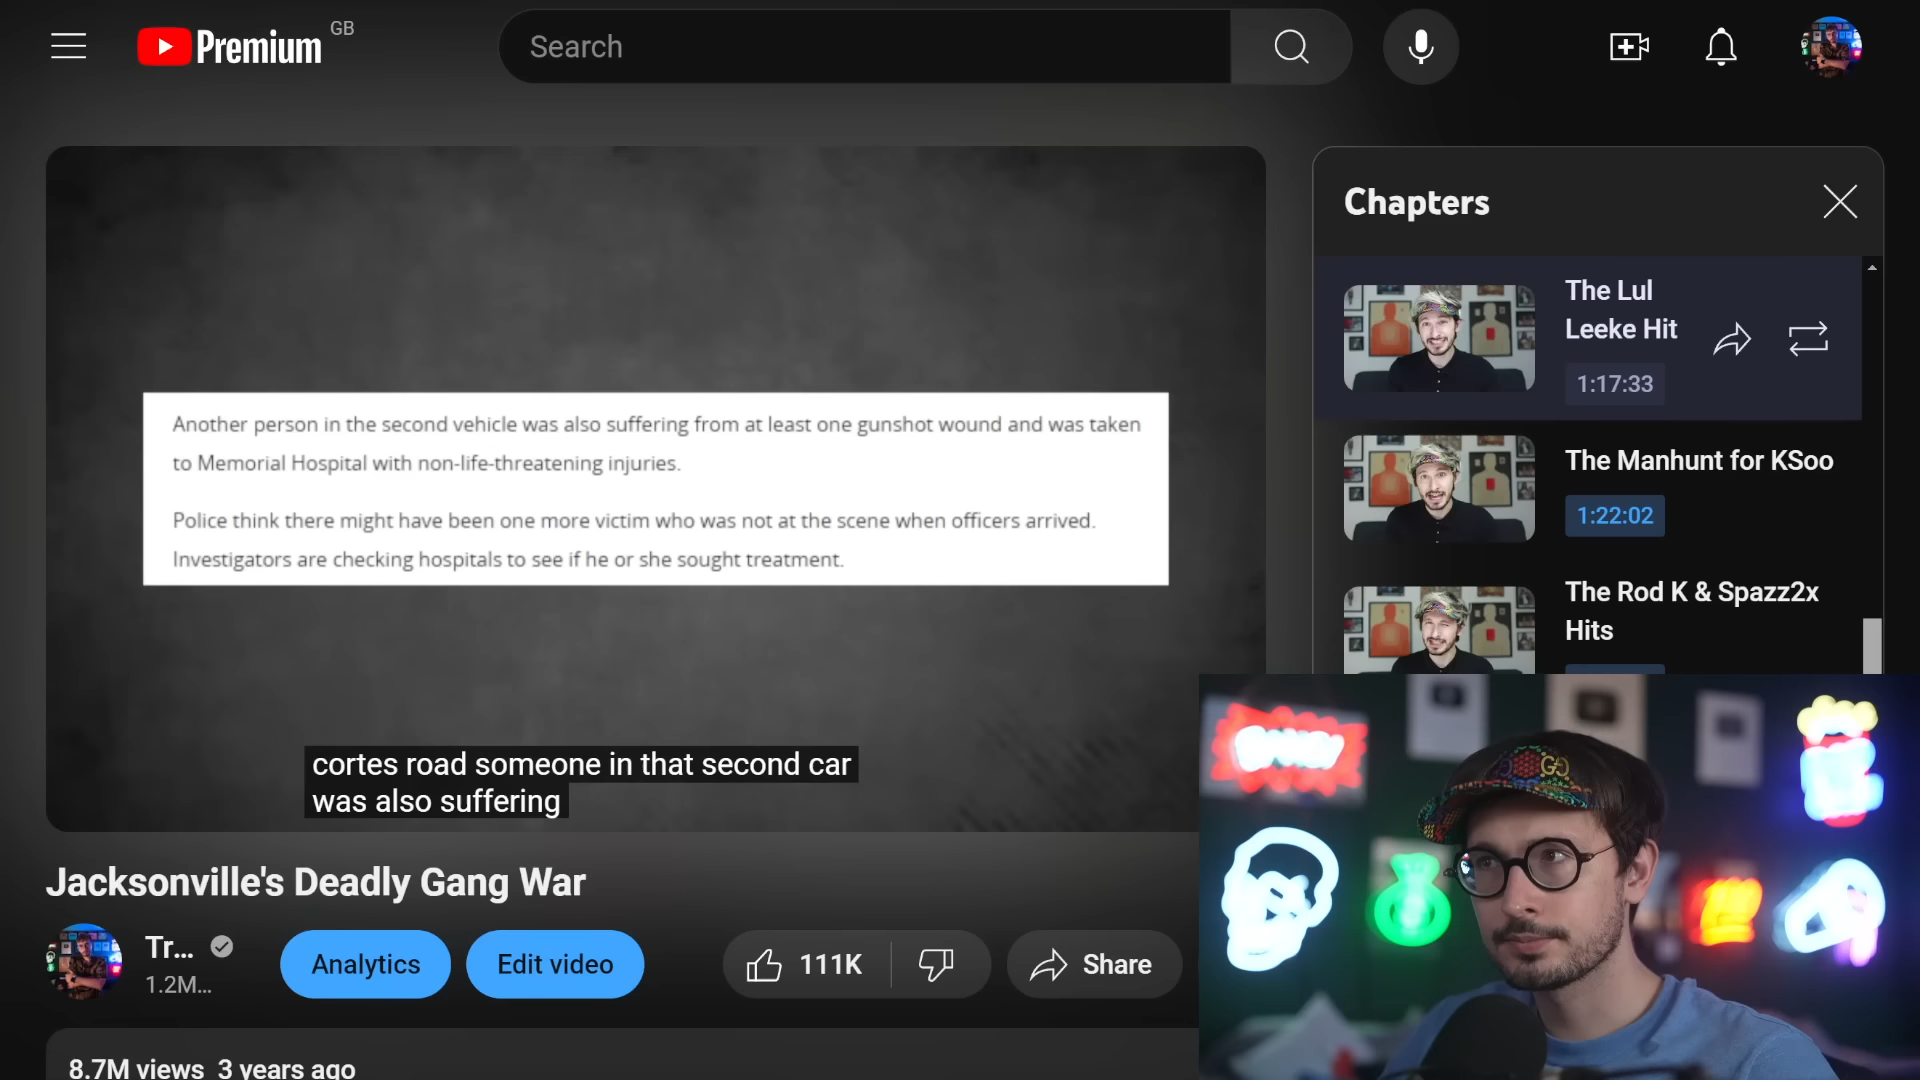 Premium GB
Search
Another person in the second vehicle was also suffering from at least one gunshot wound and was taken
to Memorial Hospital with non-life-threatening injuries.
Police think there might have been one more victim who was not at the scene when officers arrived.
Investigators are checking hospitals to see if he or she sought treatment.
cortes road someone in that second car
was also suffering
Jacksonville's Deadly Gang War
Tr...
1.2M...
Analytics
Edit video
111K
Share
8.7M views 3 years ago
Chapters
The Lul
Leeke Hit
1:17:33
The Manhunt for KSoo
1:22:02
The Rod K & Spazz2x
Hits